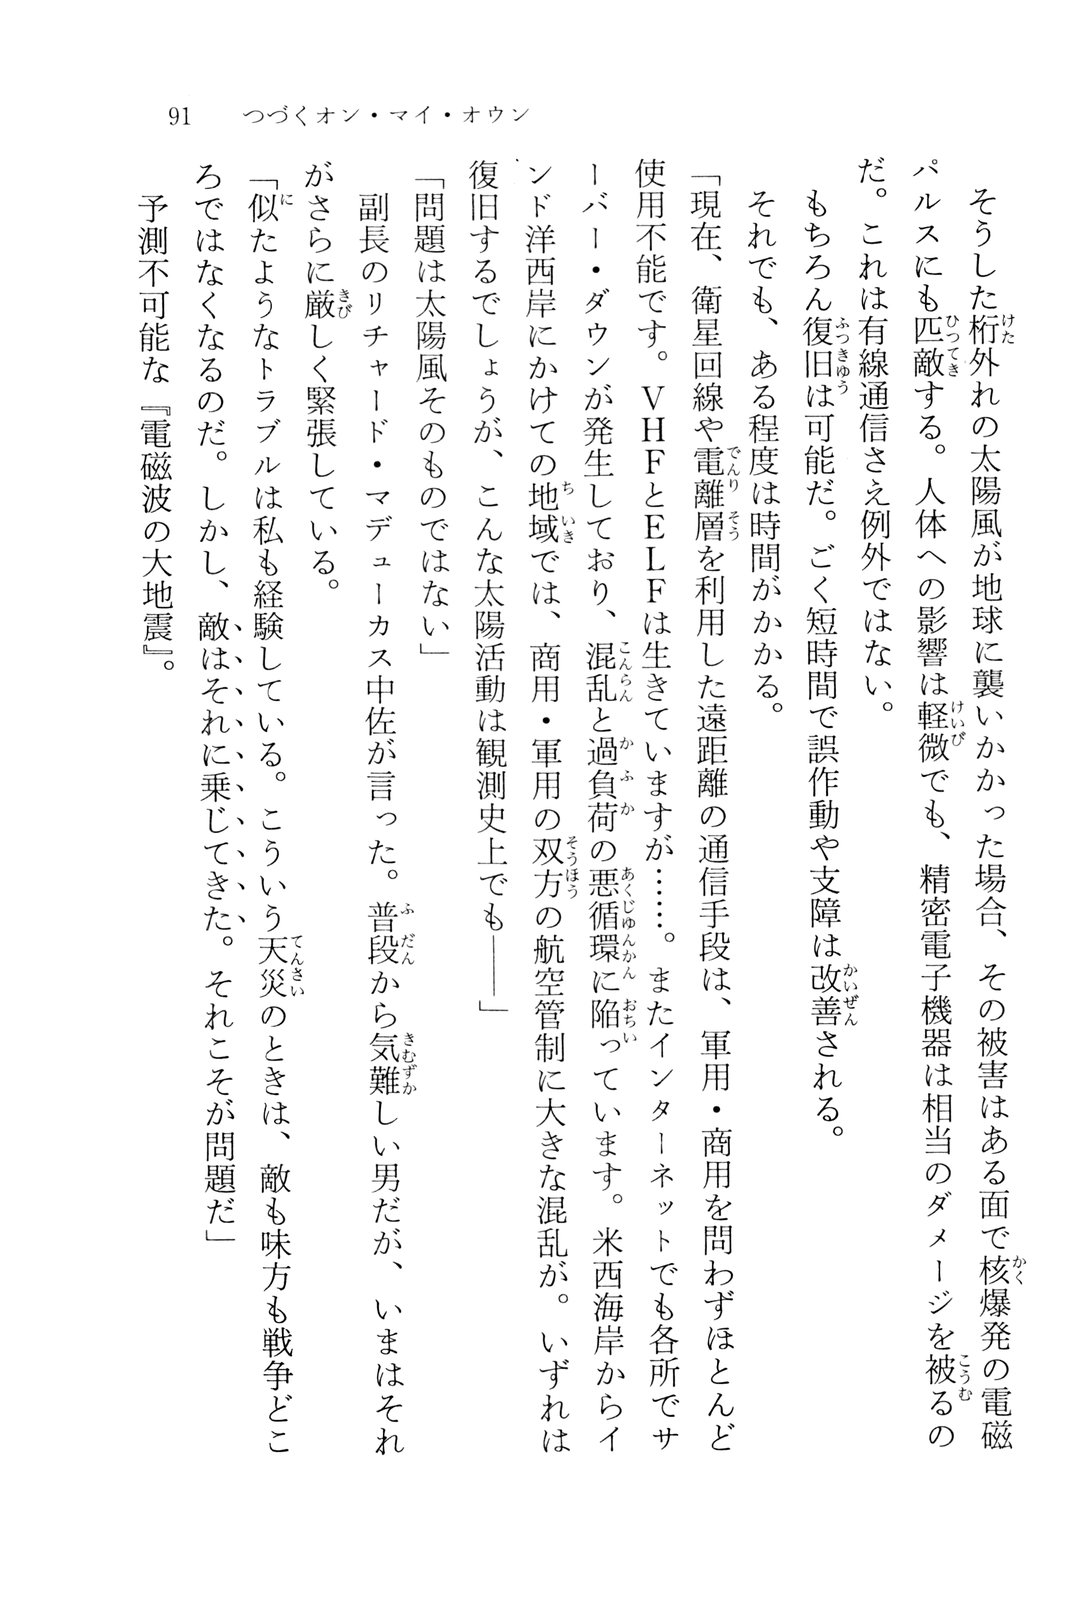 91　つづくオン・マイ・オウン
　そうした桁外れの太陽風が地球に襲いかかった場合、その被害はある面で核爆発の電磁
パルスにも匹敵する。人体への影響は軽微でも、精密電子機器は相当のダメージを被るの
だ。これは有線通信さえ例外ではない。
　もちろん復旧は可能だ。ごく短時間で誤作動や支障は改善される。
　それでも、ある程度は時間がかかる。
「現在、衛星回線や電離層を利用した遠距離の通信手段は、軍用・商用を問わずほとんど
使用不能です。ＶＨＦとＥＬＦは生きていますが……。またインターネットでも各所でサ
ーバー・ダウンが発生しており、混乱と過負荷の悪循環に陥っています。米西海岸からイ
ンド洋西岸にかけての地域では、商用・軍用の双方の航空管制に大きな混乱が。いずれは
復旧するでしょうが、こんな太陽活動は観測史上でも――」
「問題は太陽風そのものではない」
　副長のリチャード・マデューカス中佐が言った。普段から気難しい男だが、いまはそれ
がさらに厳しく緊張している。
「似たようなトラブルは私も経験している。こういう天災のときは、敵も味方も戦争どこ
ろではなくなるのだ。しかし、敵はそれに乗じてきた。それこそが問題だ」
　予測不可能な『電磁波の大地震』。